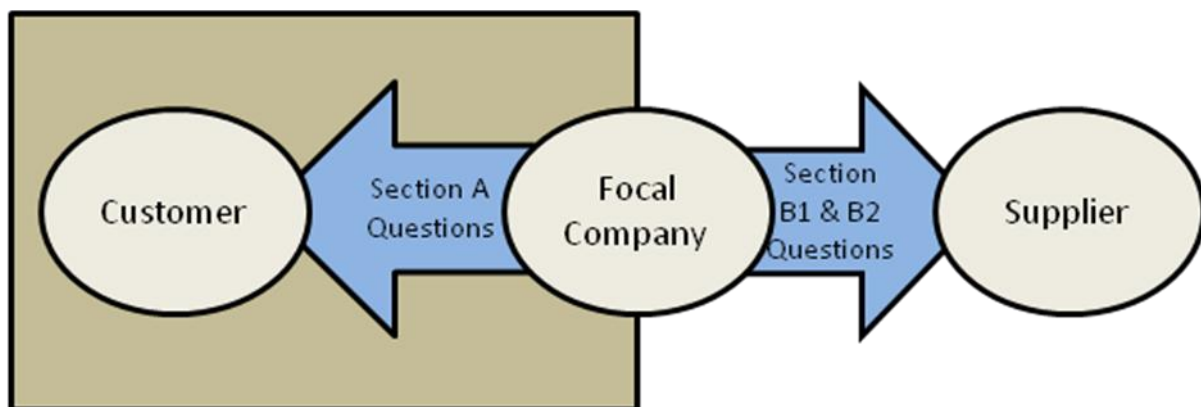 Customer
Section A
Questions
Focal
Company
Section
B1 & B2
Questions
Supplier